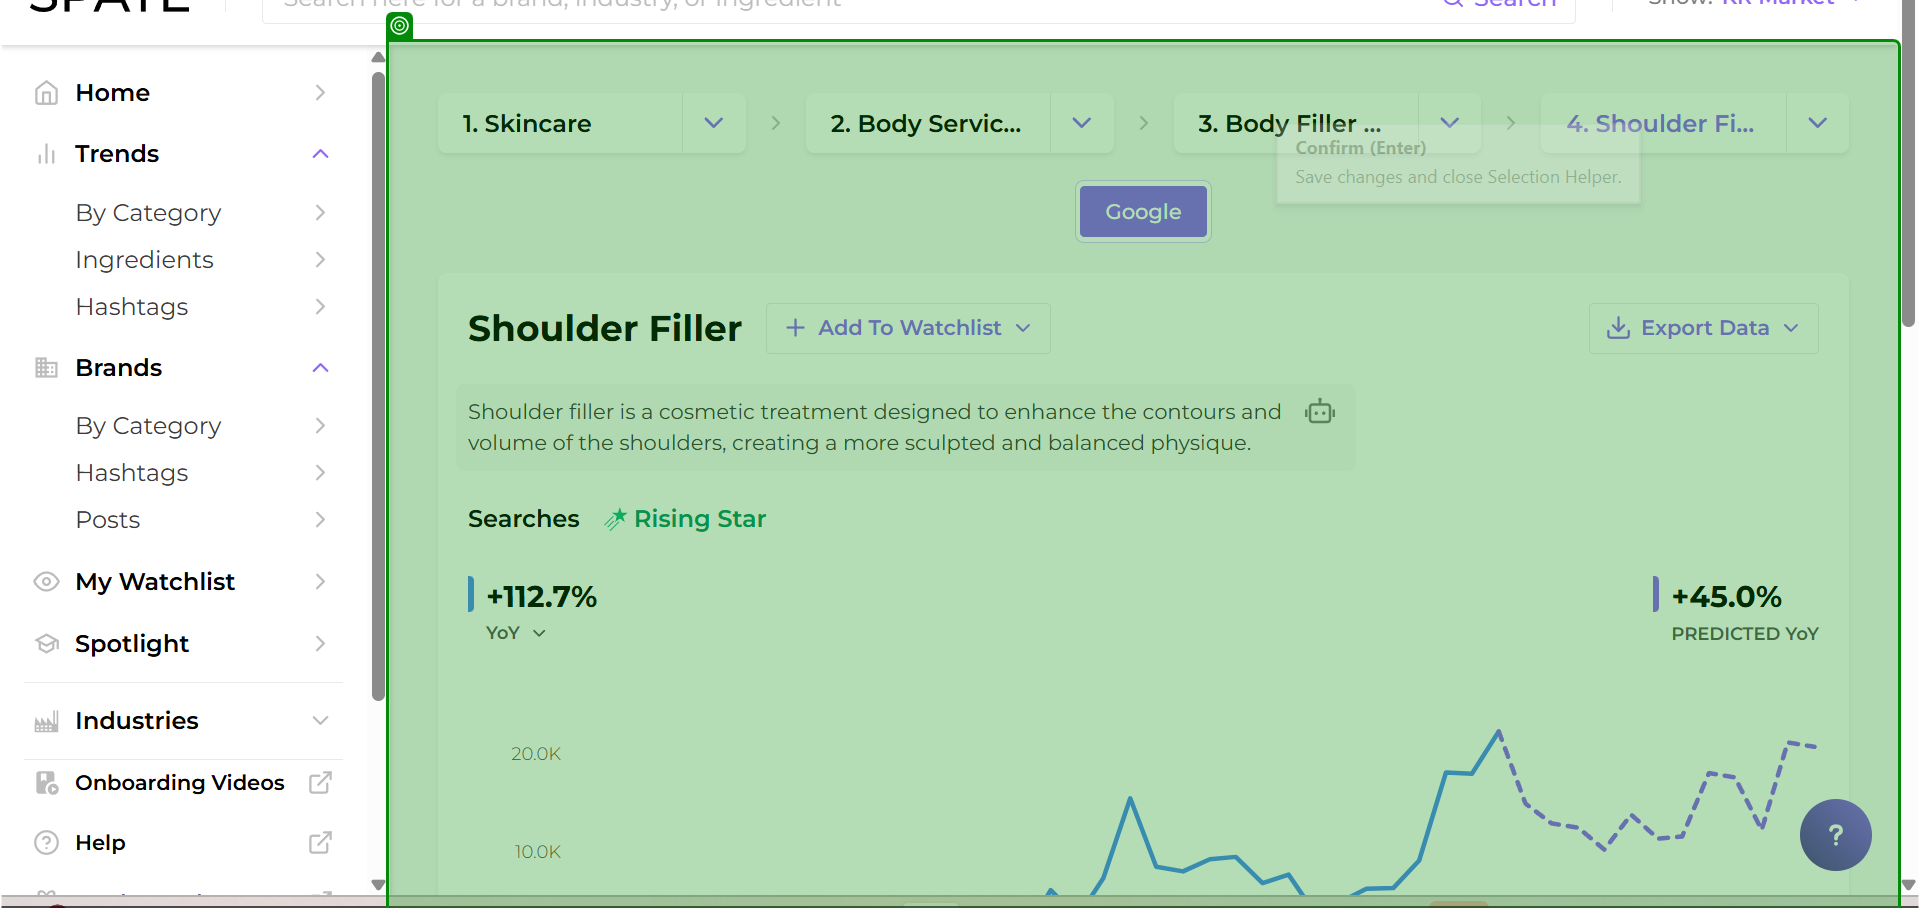 SPATE
Search here for a brand, industry, or ingredient
Search
Show: KR Market
Home
Trends
By Category
Ingredients
Hashtags
Brands
By Category
Hashtags
Posts
My Watchlist
Spotlight
Industries
Onboarding Videos
Help
1. Skincare
2. Body Servic...
3. Body Filler ...
4. Shoulder Fi...
Confirm (Enter)
Save changes and close Selection Helper.
Google
Shoulder Filler
Add To Watchlist
Export Data
Shoulder filler is a cosmetic treatment designed to enhance the contours and
volume of the shoulders, creating a more sculpted and balanced physique.
Searches
Rising Star
+112.7%
YoY
+45.0%
PREDICTED YoY
20.0K
10.0K
?